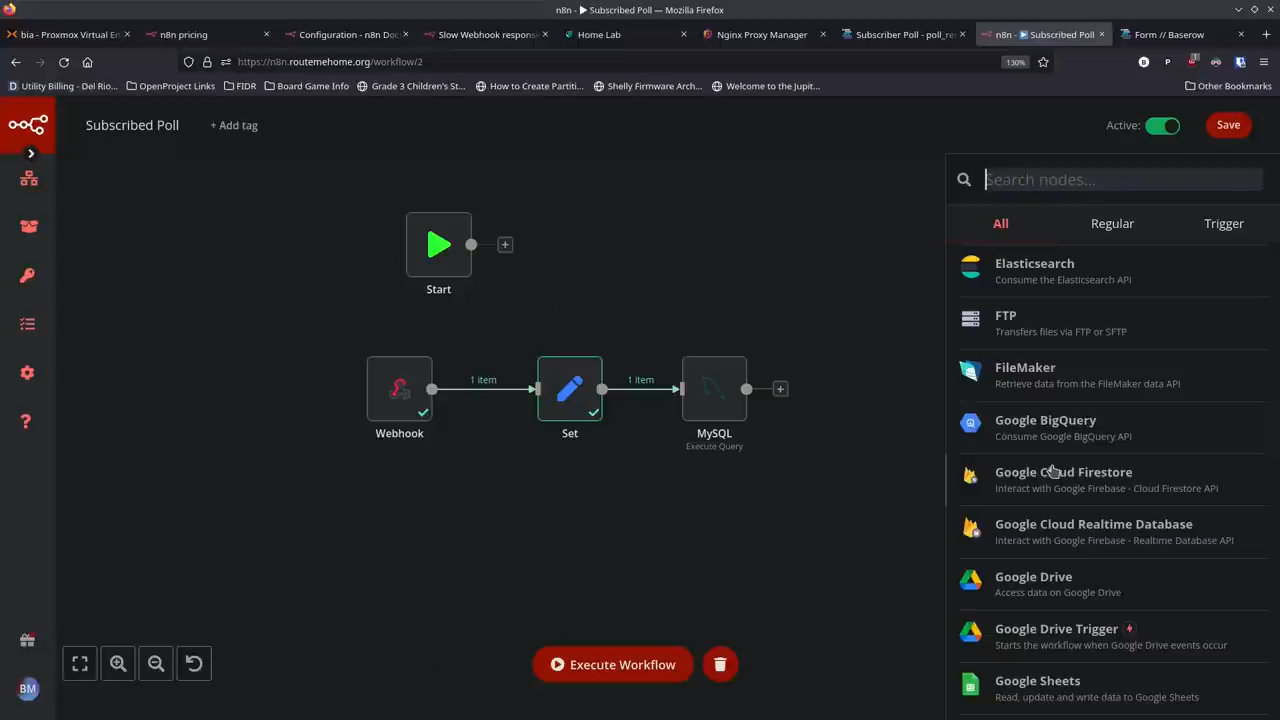 n8n - ▶ Subscribed Poll — Mozilla Firefox
bia - Proxmox Virtual En
n8n pricing
Configuration - n8n Doc
Slow Webhook respons
Home Lab
Nginx Proxy Manager
Subscriber Poll - poll_re
n8n - ▶ Subscribed Poll
Form // Baserow
https://n8n.routemehome.org/workflow/2
130%
Utility Billing - Del Rio...
OpenProject Links
FIDR
Board Game Info
Grade 3 Children's St...
How to Create Partiti...
Shelly Firmware Arch...
Welcome to the Jupit...
Other Bookmarks
Subscribed Poll
+ Add tag
Active:
Save
Search nodes...
All
Regular
Trigger
Start
1 item
1 item
Webhook
Set
MySQL
Execute Query
Elasticsearch
Consume the Elasticsearch API
FTP
Transfers files via FTP or SFTP
FileMaker
Retrieve data from the FileMaker data API
Google BigQuery
Consume Google BigQuery API
Google Cloud Firestore
Interact with Google Firebase - Cloud Firestore API
Google Cloud Realtime Database
Interact with Google Firebase - Realtime Database API
Google Drive
Access data on Google Drive
Google Drive Trigger
Starts the workflow when Google Drive events occur
Google Sheets
Read, update and write data to Google Sheets
Execute Workflow
BM